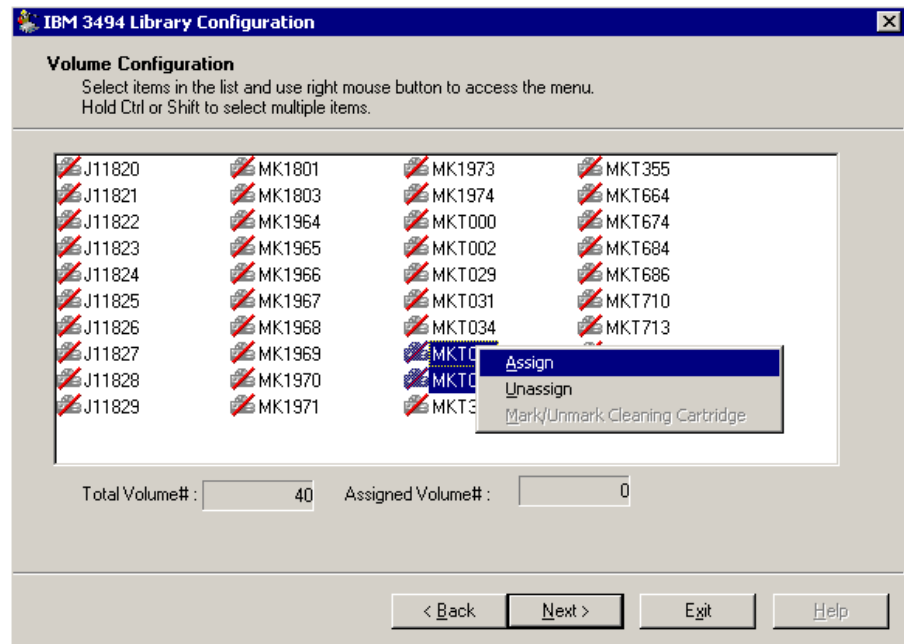 IBM 3494 Library Configuration
Volume Configuration
Select items in the list and use right mouse button to access the menu.
Hold Ctrl or Shift to select multiple items.
J11820 MK1801 MK1973 MKT355
J11821 MK1803 MK1974 MKT664
J11822 MK1964 MKT000 MKT674
J11823 MK1965 MKT002 MKT684
J11824 MK1966 MKT029 MKT686
J11825 MK1967 MKT031 MKT710
J11826 MK1968 MKT034 MKT713
J11827 MK1969
J11828 MK1970
J11829 MK1971
Assign
Unassign
Mark/Unmark Cleaning Cartridge
Total Volume# : 40 Assigned Volume# : 0
< Back Next > Exit Help